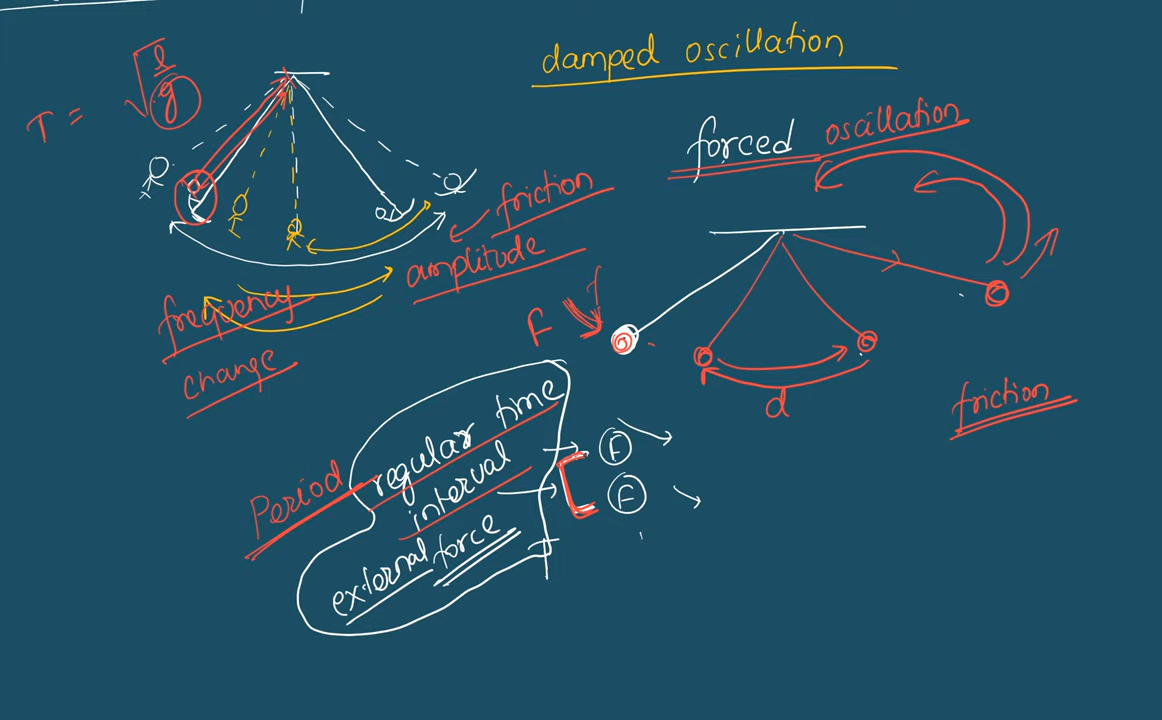 damped oscillation
T = √l/g
forced oscillation
friction
amplitude
frequency
change
F
d
friction
Period
regular time
interval
external force
F
F